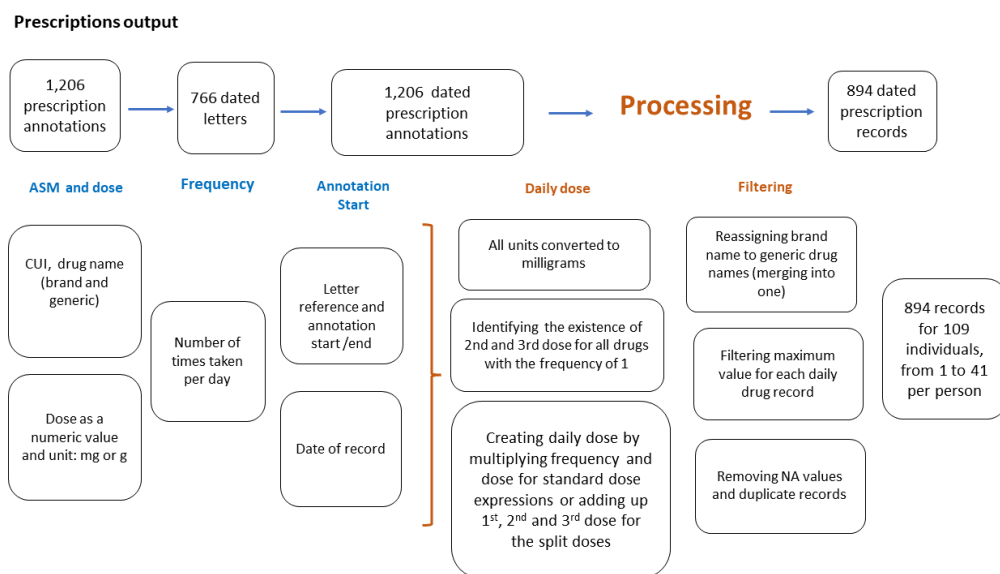 Prescriptions output
1,206
prescription
annotations
766 dated
letters
1,206 dated
prescription
annotations
Processing
894 dated
prescription
records
ASM and dose
Frequency
Annotation
Start
Daily dose
Filtering
CUI, drug name
(brand and
generic)
Dose as a
numeric value
and unit: mg or g
Number of
times taken
per day
Letter
reference and
annotation
start /end
Date of record
All units converted to
milligrams
Identifying the existence of
2nd and 3rd dose for all drugs
with the frequency of 1
Creating daily dose by
multiplying frequency and
dose for standard dose
expressions or adding up
1st, 2nd and 3rd dose for
the split doses
Reassigning brand
name to generic drug
names (merging into
one)
Filtering maximum
value for each daily
drug record
Removing NA values
and duplicate records
894 records
for 109
individuals,
from 1 to 41
per person